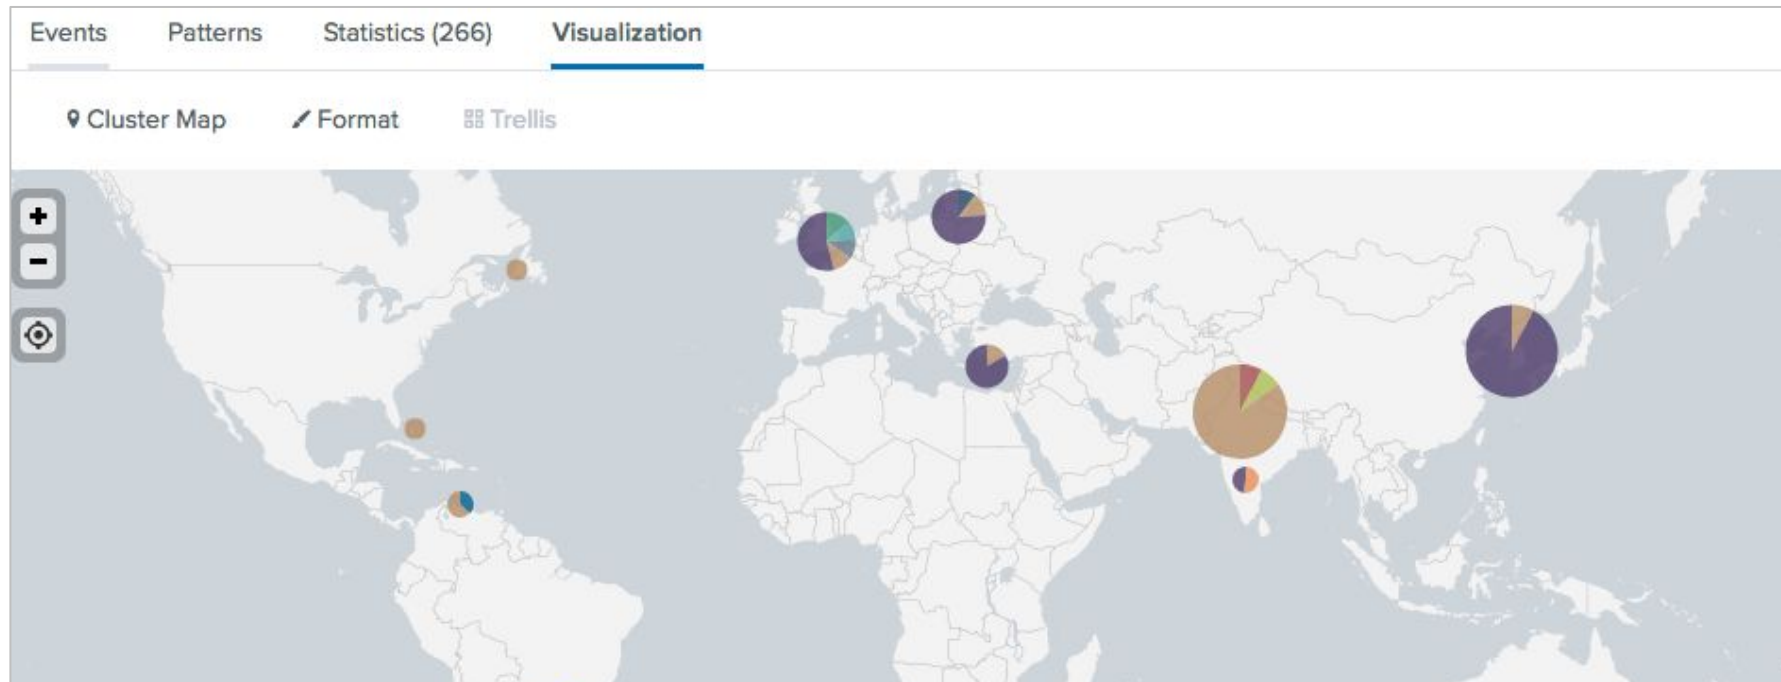 Events Patterns Statistics (266) Visualization
Cluster Map Format Trellis
+
-